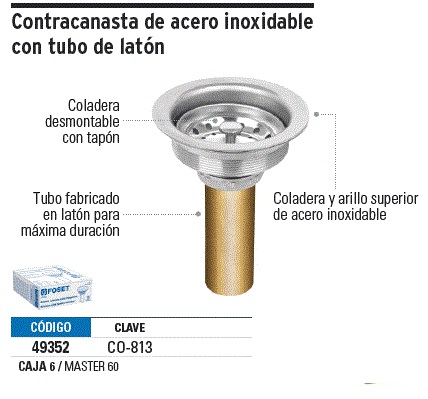 Contracanasta de acero inoxidable
con tubo de latón
Coladera
desmontable
con tapón
Tubo fabricado
en latón para
máxima duración
Coladera y arillo superior
de acero inoxidable
FOSET
CÓDIGO CLAVE
49352 CO-813
CAJA 6 / MASTER 60